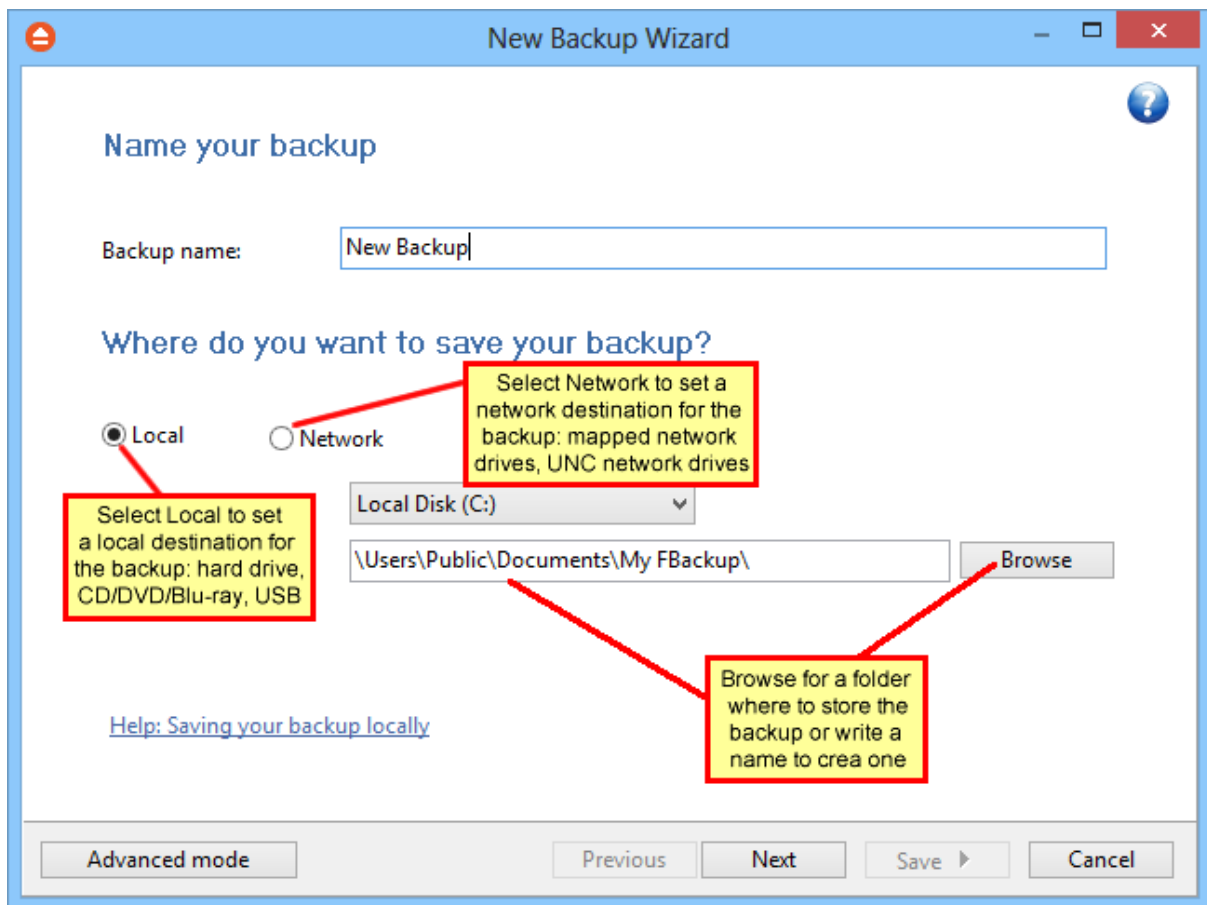 New Backup Wizard
Name your backup
Backup name:
New Backup
Where do you want to save your backup?
Local
Network
Select Network to set a
network destination for the
backup: mapped network
drives, UNC network drives
Select Local to set
a local destination for
the backup: hard drive,
CD/DVD/Blu-ray, USB
Local Disk (C:)
\Users\Public\Documents\My FBackup\
Browse
Browse for a folder
where to store the
backup or write a
name to crea one
Help: Saving your backup locally
Advanced mode
Previous
Next
Save
Cancel